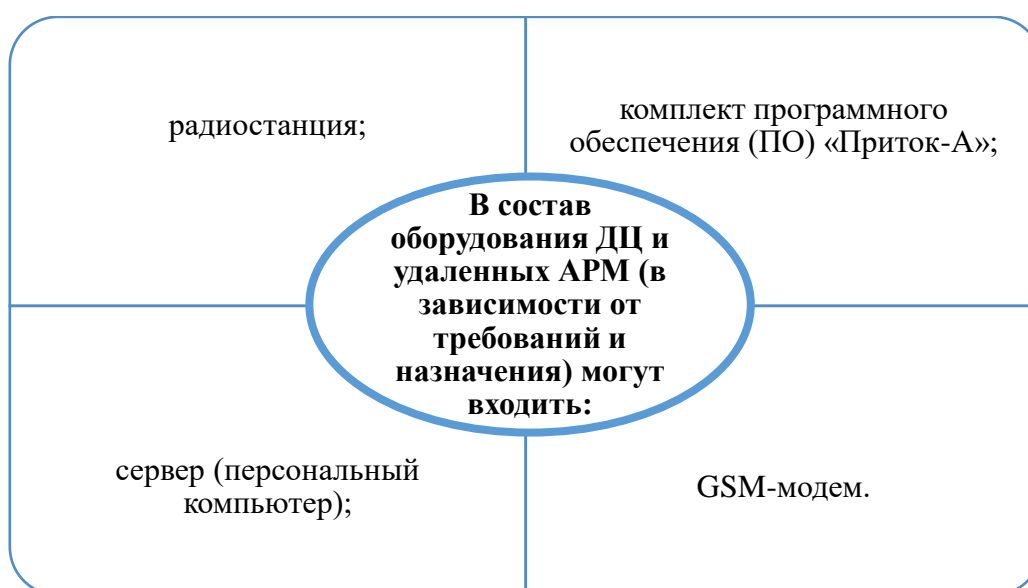 радиостанция;
комплект программного
обеспечения (ПО) «Приток-А»;
В состав
оборудования ДЦ и
удаленных АРМ (в
зависимости от
требований и
назначения) могут
входить:
сервер (персональный
компьютер);
GSM-модем.